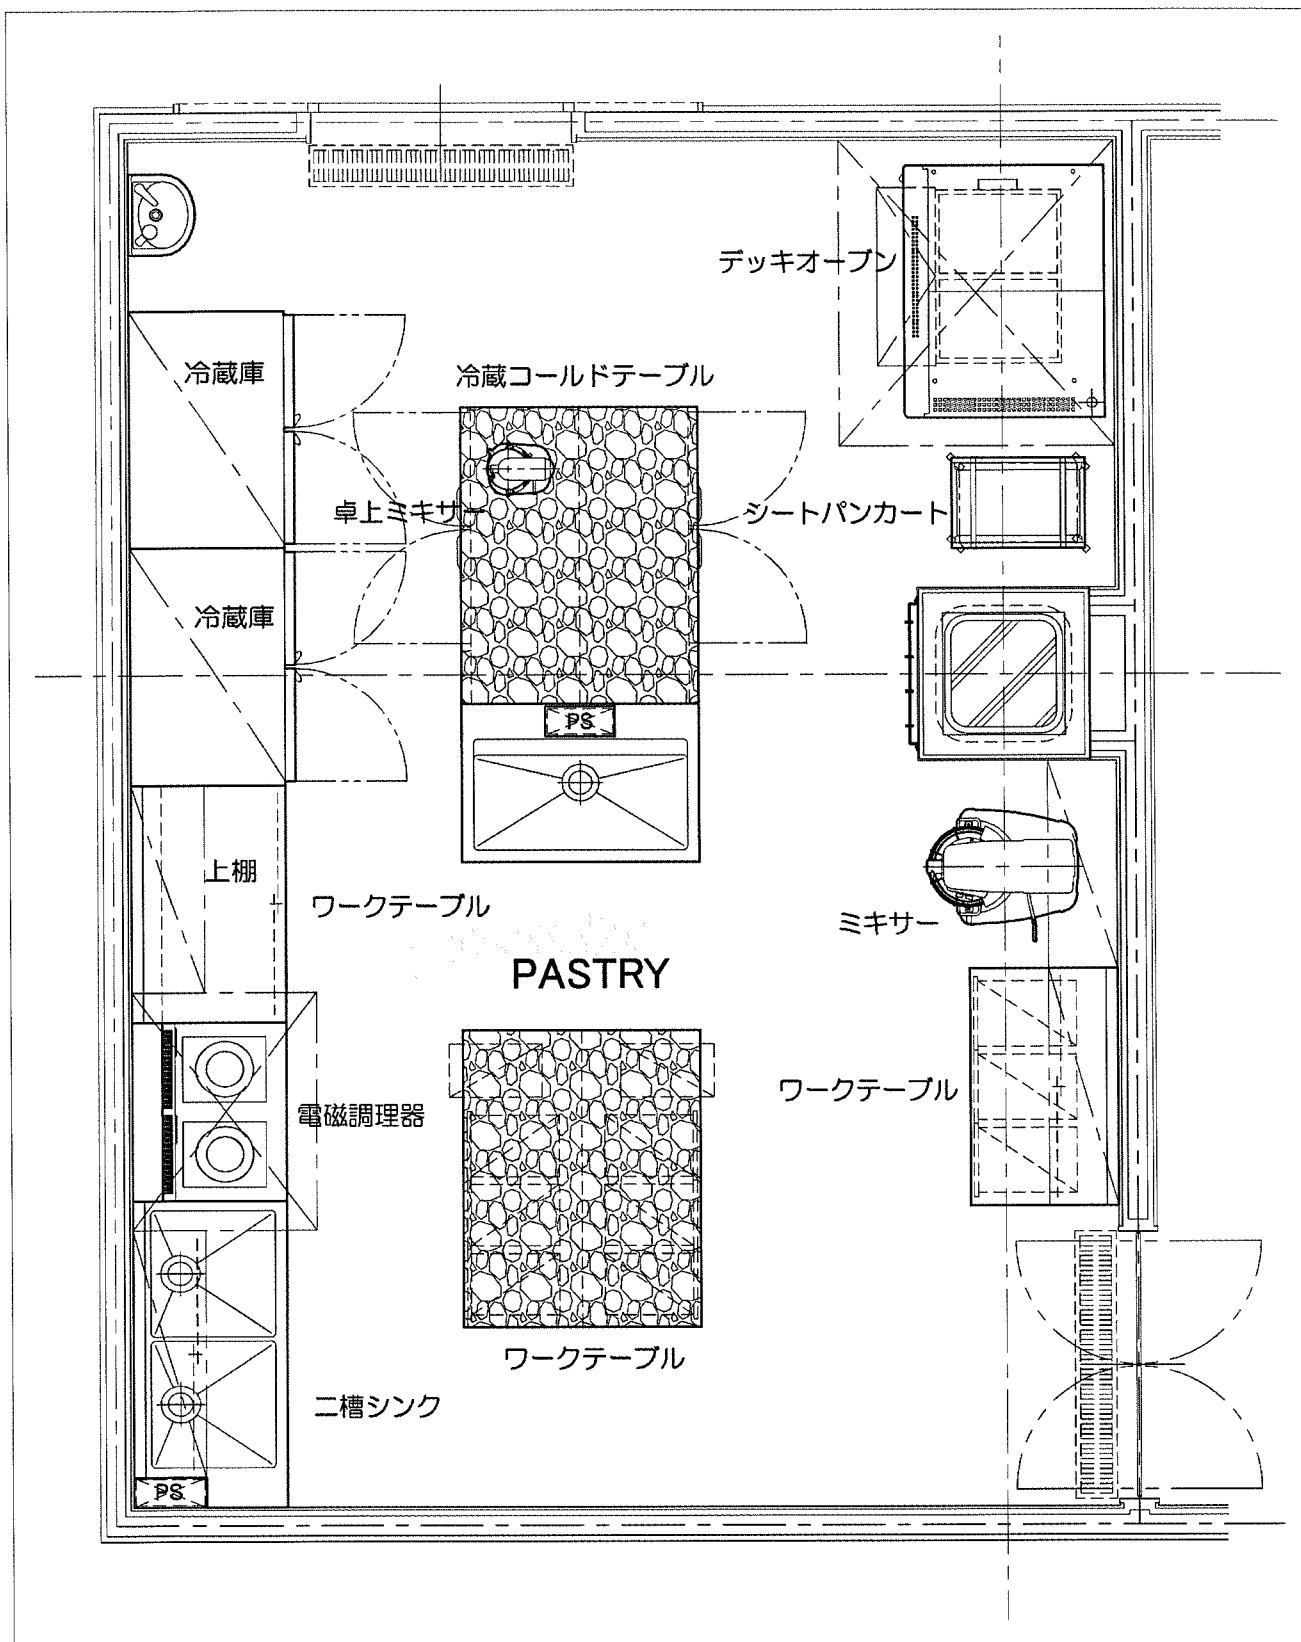 デッキオーブン
冷蔵庫
冷蔵コールドテーブル
卓上ミキサー
シートパンカート
冷蔵庫
PS
上棚
ワークテーブル
ミキサー
PASTRY
ワークテーブル
電磁調理器
ワークテーブル
二槽シンク
PS